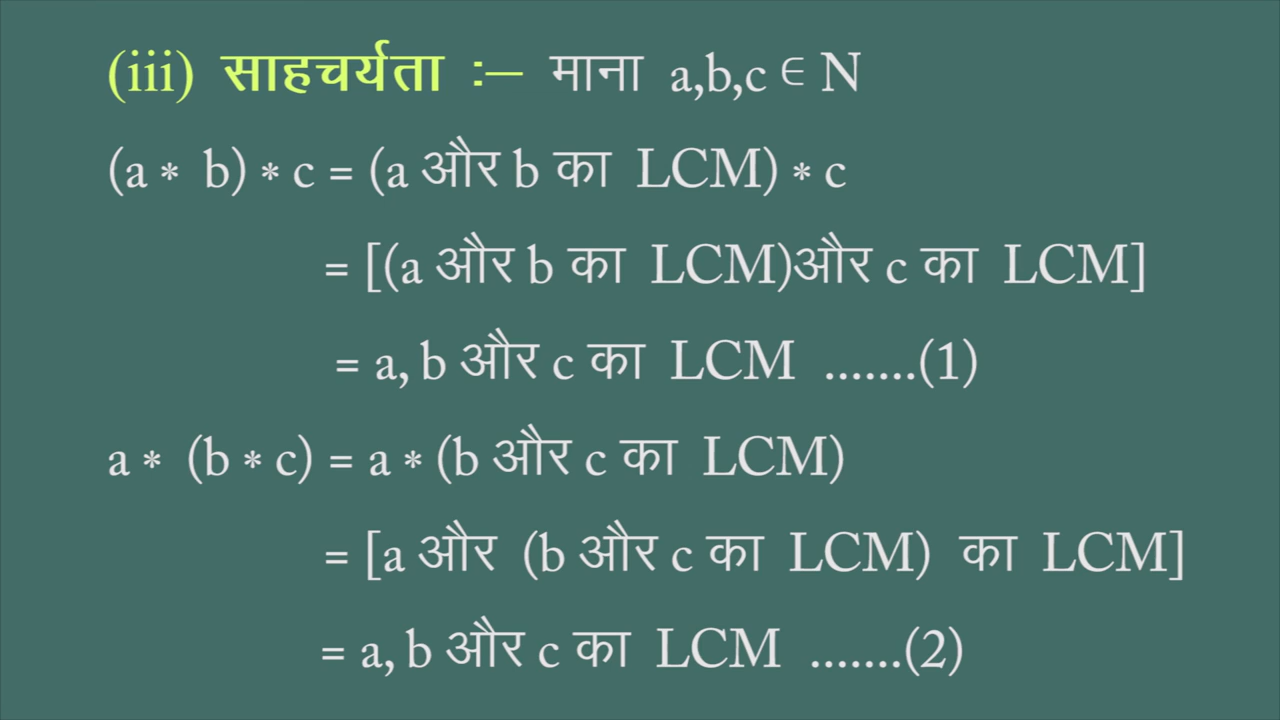 (iii) साहचर्यता :– माना a,b,c ∈ N
(a * b) * c = (a और b का LCM) * c
= [(a और b का LCM)और c का LCM]
= a, b और c का LCM .......(1)
a * (b * c) = a * (b और c का LCM)
= [a और (b और c का LCM) का LCM]
= a, b और c का LCM .......(2)